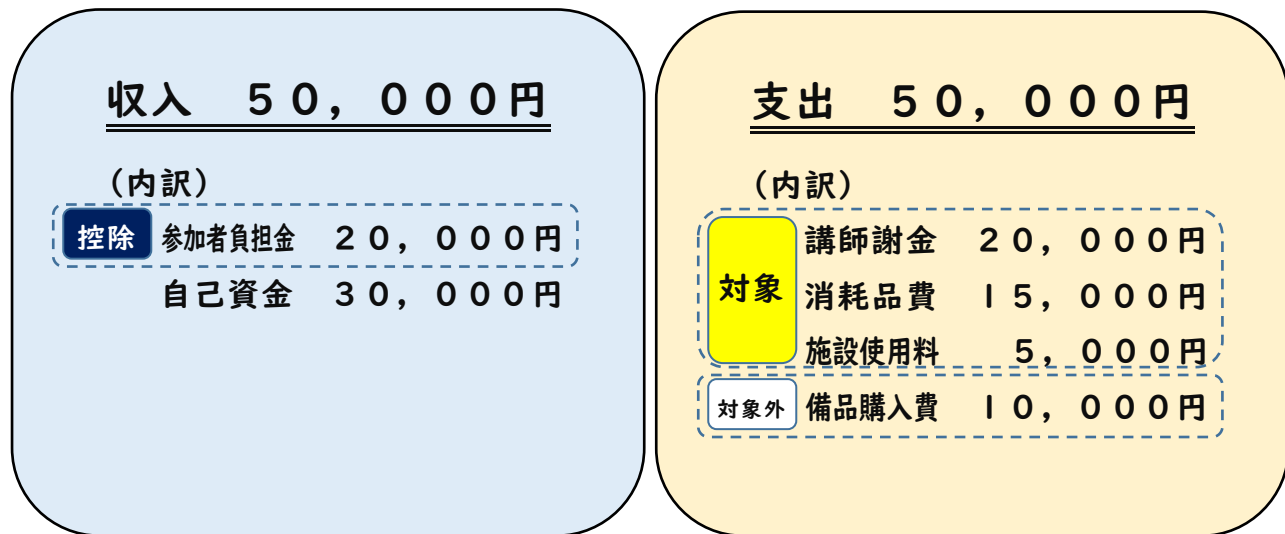 収入 ５０，０００円
（内訳）
控除 参加者負担金 ２０，０００円
自己資金 ３０，０００円
支出 ５０，０００円
（内訳）
対象
講師謝金 ２０，０００円
消耗品費 １５，０００円
施設使用料 ５，０００円
対象外 備品購入費 １０，０００円